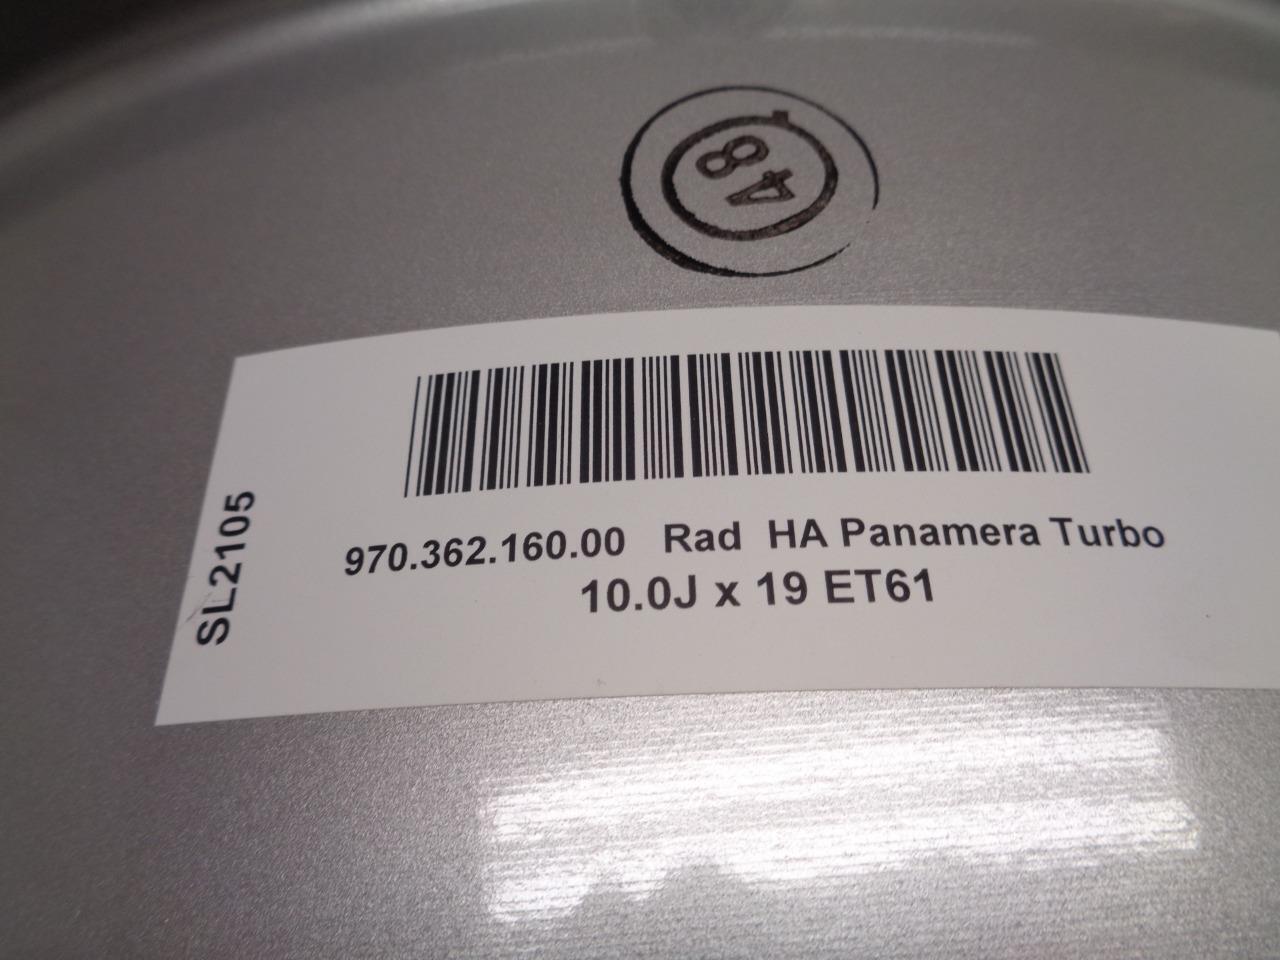 48
SL2105
970.362.160.00 Rad HA Panamera Turbo
10.0J x 19 ET61